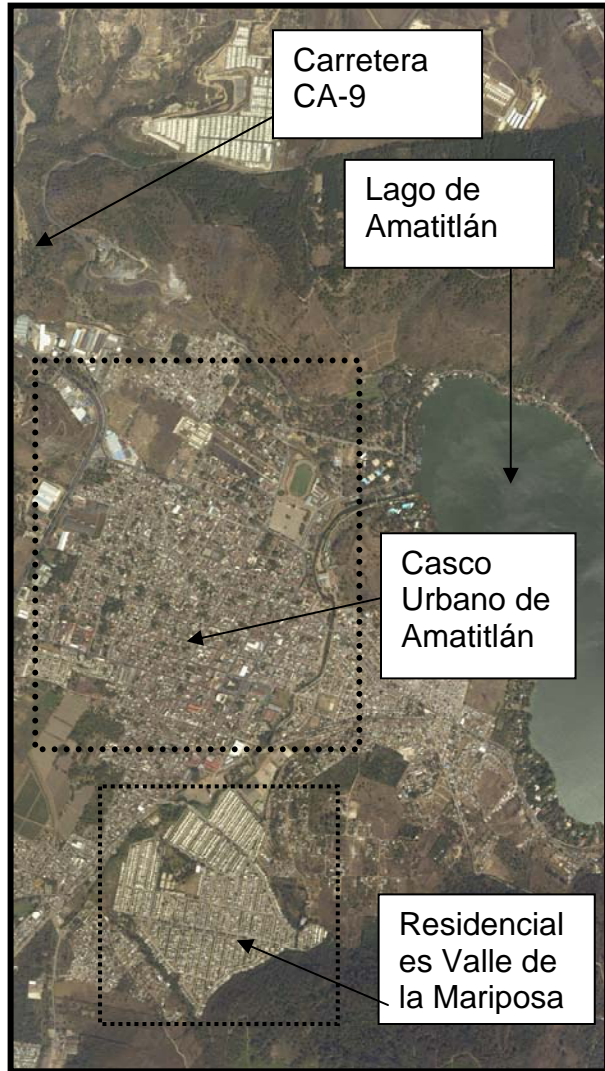 Carretera
CA-9
Lago de
Amatitlán
Casco
Urbano de
Amatitlán
Residencial
es Valle de
la Mariposa